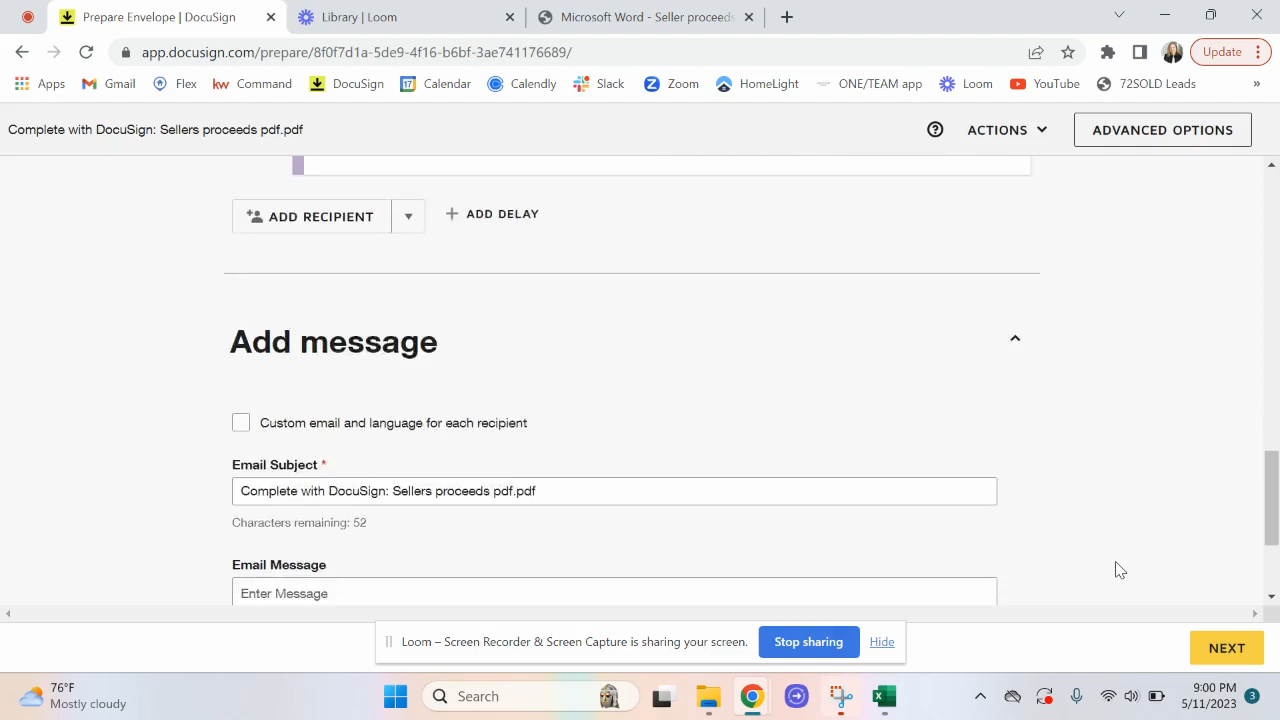 Prepare Envelope | DocuSign
Library | Loom
Microsoft Word - Seller proceeds
app.docusign.com/prepare/8f0f7d1a-5de9-4f16-b6bf-3ae741176689/
Update
Apps
Gmail
Flex
kw Command
DocuSign
17 Calendar
Calendly
Slack
Zoom
HomeLight
ONE/TEAM app
Loom
YouTube
72SOLD Leads
»
Complete with DocuSign: Sellers proceeds pdf.pdf
ACTIONS
ADVANCED OPTIONS
ADD RECIPIENT
ADD DELAY
Add message
Custom email and language for each recipient
Email Subject *
Complete with DocuSign: Sellers proceeds pdf.pdf
Characters remaining: 52
Email Message
Enter Message
Loom – Screen Recorder & Screen Capture is sharing your screen.
Stop sharing
Hide
NEXT
76°F
Mostly cloudy
Search
9:00 PM
5/11/2023
3